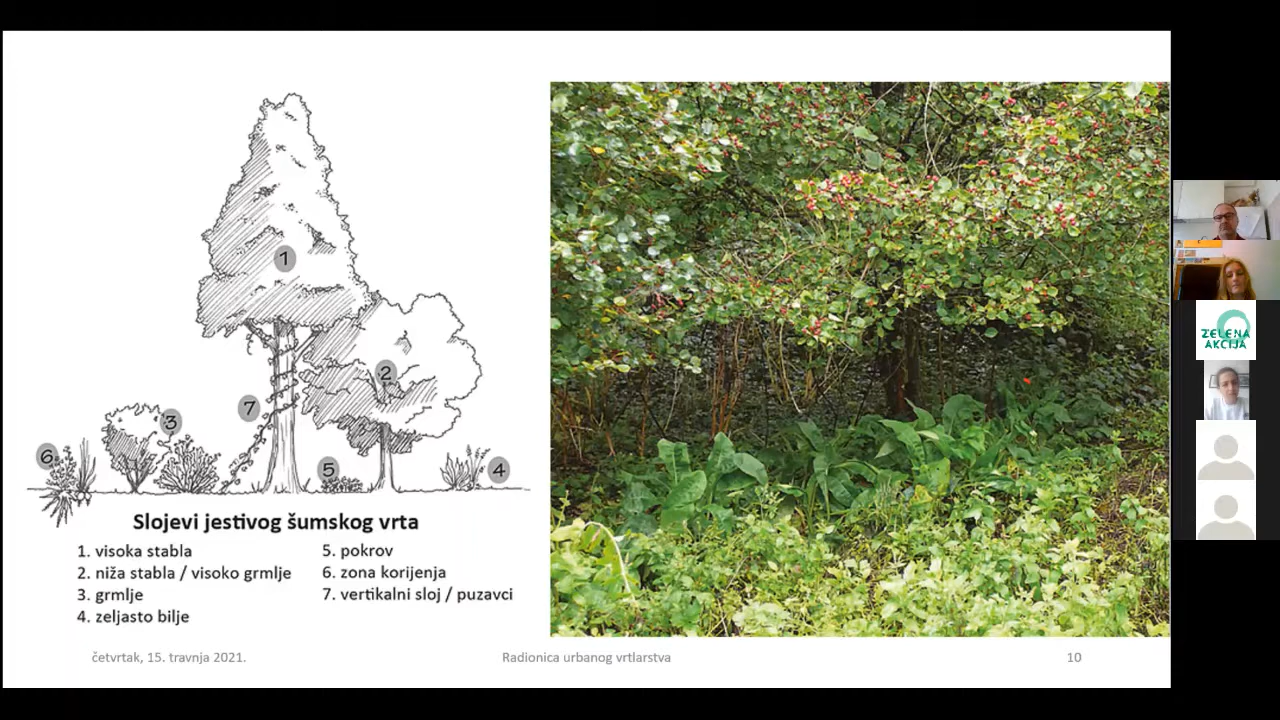 1
2
3
7
6
5
4
Slojevi jestivog šumskog vrta
1. visoka stabla
2. niža stabla / visoko grmlje
3. grmlje
4. zeljasto bilje
5. pokrov
6. zona korijenja
7. vertikalni sloj / puzavci
četvrtak, 15. travnja 2021.
Radionica urbanog vrtlarstva
10
ZELENA
AKCIJA